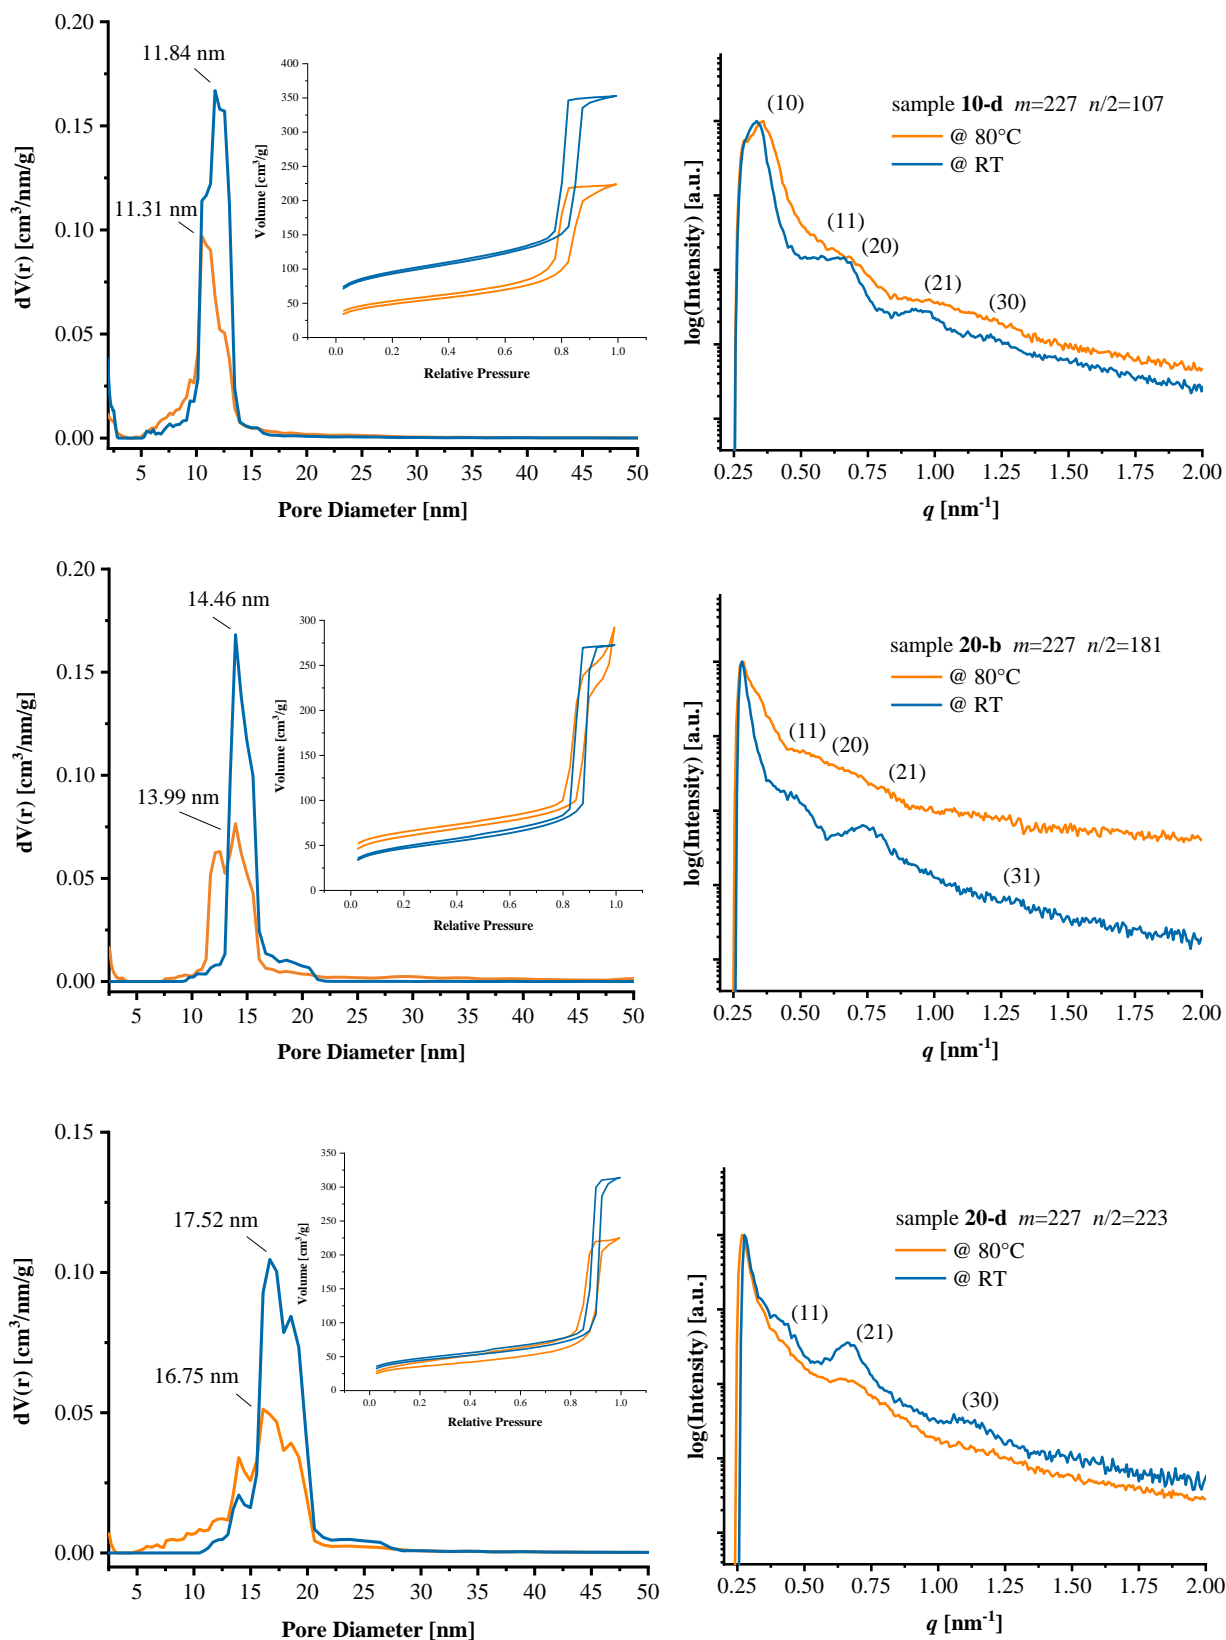 0.20
0.15
0.10
0.05
0.00
dV(r) [cm³/nm/g]
11.84 nm
11.31 nm
5 10 15 20 25 30 35 40 45 50
Pore Diameter [nm]
400
350
300
250
200
150
100
50
0
Volume [cm³/g]
0.0 0.2 0.4 0.6 0.8 1.0
Relative Pressure
log(Intensity) [a.u.]
sample 10-d m=227 n/2=107
@ 80°C
@ RT
(10)
(11)
(20)
(21)
(30)
0.25 0.50 0.75 1.00 1.25 1.50 1.75 2.00
q [nm⁻¹]
0.20
0.15
0.10
0.05
0.00
dV(r) [cm³/nm/g]
14.46 nm
13.99 nm
5 10 15 20 25 30 35 40 45 50
Pore Diameter [nm]
300
250
200
150
100
50
0
Volume [cm³/g]
0.0 0.2 0.4 0.6 0.8 1.0
Relative Pressure
log(Intensity) [a.u.]
sample 20-b m=227 n/2=181
@ 80°C
@ RT
(11)
(20)
(21)
(31)
0.25 0.50 0.75 1.00 1.25 1.50 1.75 2.00
q [nm⁻¹]
0.15
0.10
0.05
0.00
dV(r) [cm³/nm/g]
17.52 nm
16.75 nm
5 10 15 20 25 30 35 40 45 50
Pore Diameter [nm]
350
300
250
200
150
100
50
0
Volume [cm³/g]
0.0 0.2 0.4 0.6 0.8 1.0
Relative Pressure
log(Intensity) [a.u.]
sample 20-d m=227 n/2=223
@ 80°C
@ RT
(11)
(21)
(30)
0.25 0.50 0.75 1.00 1.25 1.50 1.75 2.00
q [nm⁻¹]